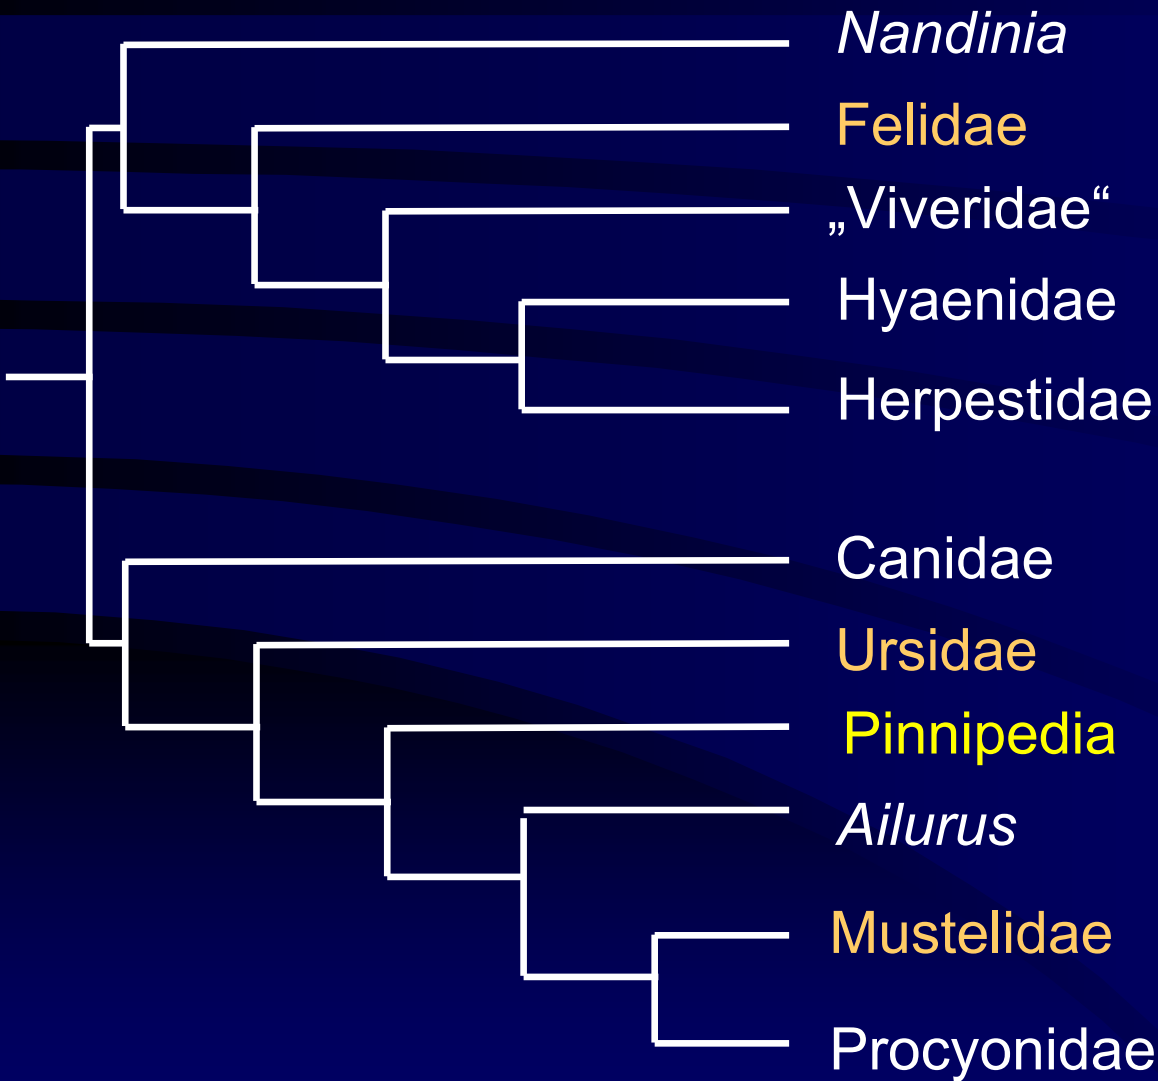 Nandinia
Felidae
„Viveridae“
Hyaenidae
Herpestidae
Canidae
Ursidae
Pinnipedia
Ailurus
Mustelidae
Procyonidae